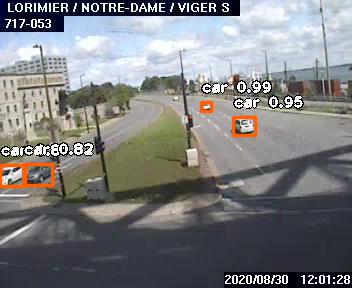 LORIMIER / NOTRE-DAME / VIGER S
717-053
car 0.99
car 0.95
0.82
2020/08/30 12:01:28